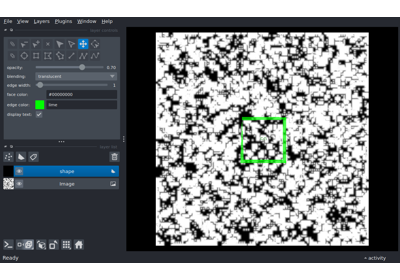 File View Layers Plugins Window Help
opacity: 0.70
blending: translucent
edge width: 1
face color: #00000000
edge color: lime
display text: ✓
shape
Image
Ready
activity